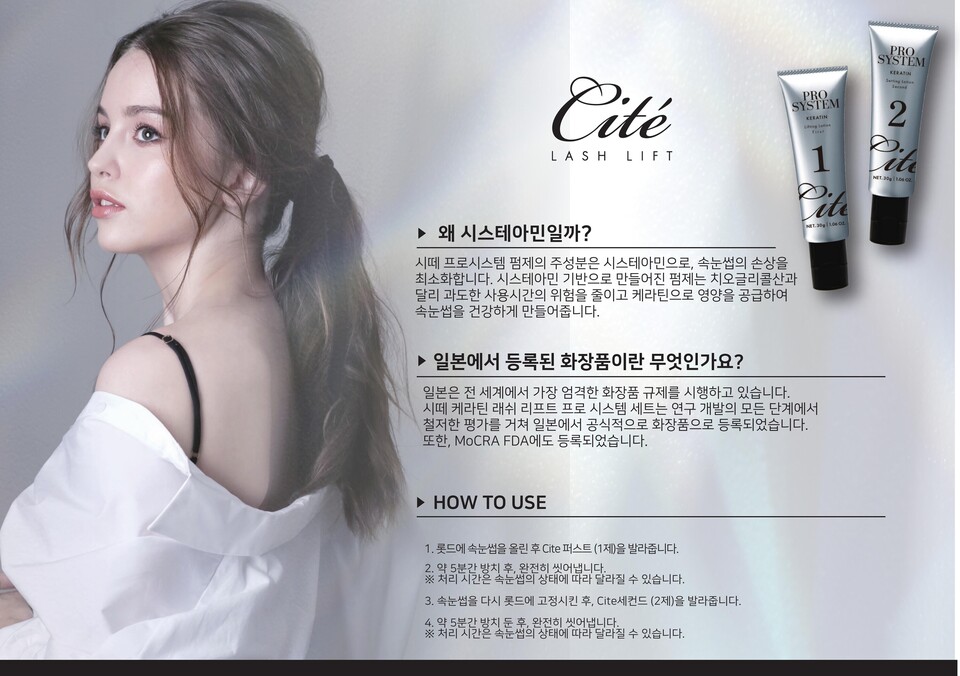 Cité
LASH LIFT
PRO
SYSTEM
KERATIN
Lifting Lotion
First
1
Cité
NET. 30g | 1.06 OZ.
PRO
SYSTEM
KERATIN
Setting Lotion
Second
2
Cité
NET. 30g | 1.06 OZ.
▶ 왜 시스테아민일까?
시떼 프로시스템 펌제의 주성분은 시스테아민으로, 속눈썹의 손상을
최소화합니다. 시스테아민 기반으로 만들어진 펌제는 치오글리콜산과
달리 과도한 사용시간의 위험을 줄이고 케라틴으로 영양을 공급하여
속눈썹을 건강하게 만들어줍니다.
▶ 일본에서 등록된 화장품이란 무엇인가요?
일본은 전 세계에서 가장 엄격한 화장품 규제를 시행하고 있습니다.
시떼 케라틴 래쉬 리프트 프로 시스템 세트는 연구 개발의 모든 단계에서
철저한 평가를 거쳐 일본에서 공식적으로 화장품으로 등록되었습니다.
또한, MoCRA FDA에도 등록되었습니다.
▶ HOW TO USE
1. 롯드에 속눈썹을 올린 후 Cite 퍼스트 (1제)을 발라줍니다.
2. 약 5분간 방치 후, 완전히 씻어냅니다.
※ 처리 시간은 속눈썹의 상태에 따라 달라질 수 있습니다.
3. 속눈썹을 다시 롯드에 고정시킨 후, Cite세컨드 (2제)을 발라줍니다.
4. 약 5분간 방치 둔 후, 완전히 씻어냅니다.
※ 처리 시간은 속눈썹의 상태에 따라 달라질 수 있습니다.